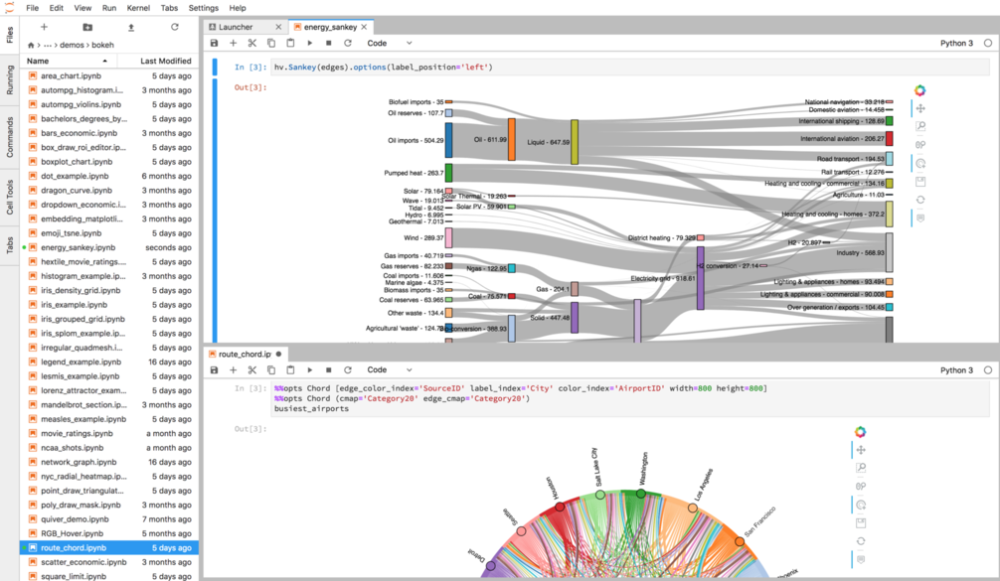 File Edit View Run Kernel Tabs Settings Help
Files
Running
Commands
Cell Tools
Tabs
··· > demos > bokeh
Name Last Modified
area_chart.ipynb 5 days ago
autompg_histogram.i... 3 months ago
autompg_violins.ipynb 5 days ago
bachelors_degrees_by... 5 days ago
bars_economic.ipynb 3 months ago
box_draw_roi_editor.ip... 5 days ago
boxplot_chart.ipynb 5 days ago
dot_example.ipynb 6 months ago
dragon_curve.ipynb 3 months ago
dropdown_economic.i... 3 months ago
embedding_matplotli... 3 months ago
emoji_tsne.ipynb 5 days ago
energy_sankey.ipynb seconds ago
hextile_movie_ratings.... 5 days ago
histogram_example.ip... 3 months ago
iris_density_grid.ipynb 5 days ago
iris_example.ipynb 5 days ago
iris_grouped_grid.ipynb 5 days ago
iris_splom_example.ip... 5 days ago
irregular_quadmesh.i... 3 months ago
legend_example.ipynb 16 days ago
lesmis_example.ipynb 5 days ago
lorenz_attractor_exam... 5 days ago
mandelbrot_section.ip... 3 months ago
measles_example.ipynb 5 days ago
movie_ratings.ipynb a month ago
ncaa_shots.ipynb a month ago
network_graph.ipynb 16 days ago
nyc_radial_heatmap.ip... 5 days ago
point_draw_triangulat... 5 days ago
poly_draw_mask.ipynb 3 months ago
quiver_demo.ipynb 7 months ago
RGB_Hover.ipynb 5 months ago
route_chord.ipynb 5 days ago
scatter_economic.ipynb 3 months ago
square_limit.ipynb 5 days ago
Launcher
energy_sankey
Code
Python 3
In [3]: hv.Sankey(edges).options(label_position='left')
Out[3]:
Biofuel imports - 35
Oil reserves - 107.7
Oil imports - 504.29
Oil - 611.99
Liquid - 647.59
Pumped heat - 263.7
Solar - 79.164
Solar Thermal - 19.263
Wave - 19.013
Solar PV - 59.901
Tidal - 9.452
Hydro - 6.995
Geothermal - 7.013
Wind - 289.37
Gas imports - 40.719
Gas reserves - 82.233
Ngas - 122.95
Coal imports - 11.606
Marine algae - 4.375
Biomass imports - 35
Coal reserves - 63.965
Coal - 75.571
Gas - 204.1
Other waste - 134.4
Solid - 447.48
Agricultural 'waste' - 124.
conversion - 388.93
District heating - 79.329
Electricity grid - 918.61
H2 conversion - 27.14
H2 - 20.897
National navigation - 33.218
Domestic aviation - 14.458
International shipping - 128.69
International aviation - 206.27
Road transport - 194.53
Rail transport - 12.276
Heating and cooling - commercial - 134.16
Agriculture - 11.03
Heating and cooling - homes - 372.2
Industry - 568.93
Lighting & appliances - homes - 93.494
Lighting & appliances - commercial - 90.008
Over generation / exports - 104.45
route_chord.ip
Code
Python 3
In [3]: %%opts Chord [edge_color_index='SourceID' label_index='City' color_index='AirportID' width=800 height=800]
%%opts Chord (cmap='Category20' edge_cmap='Category20')
busiest_airports
Out[3]:
Detroit
Seattle
Houston
Salt Lake City
Washington
Los Angeles
San Francisco